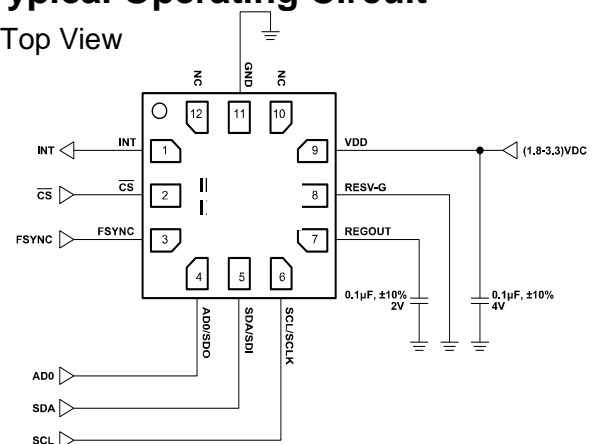 Typical Operating Circuit
Top View
GND
NC
NC
12
11
10
INT
INT
1
9
VDD
(1.8-3.3)VDC
CS
CS
2
8
RESV-G
FSYNC
FSYNC
3
7
REGOUT
4
5
6
0.1µF, ±10%
2V
0.1µF, ±10%
4V
AD0/SDO
SDA/SDI
SCL/SCLK
AD0
SDA
SCL